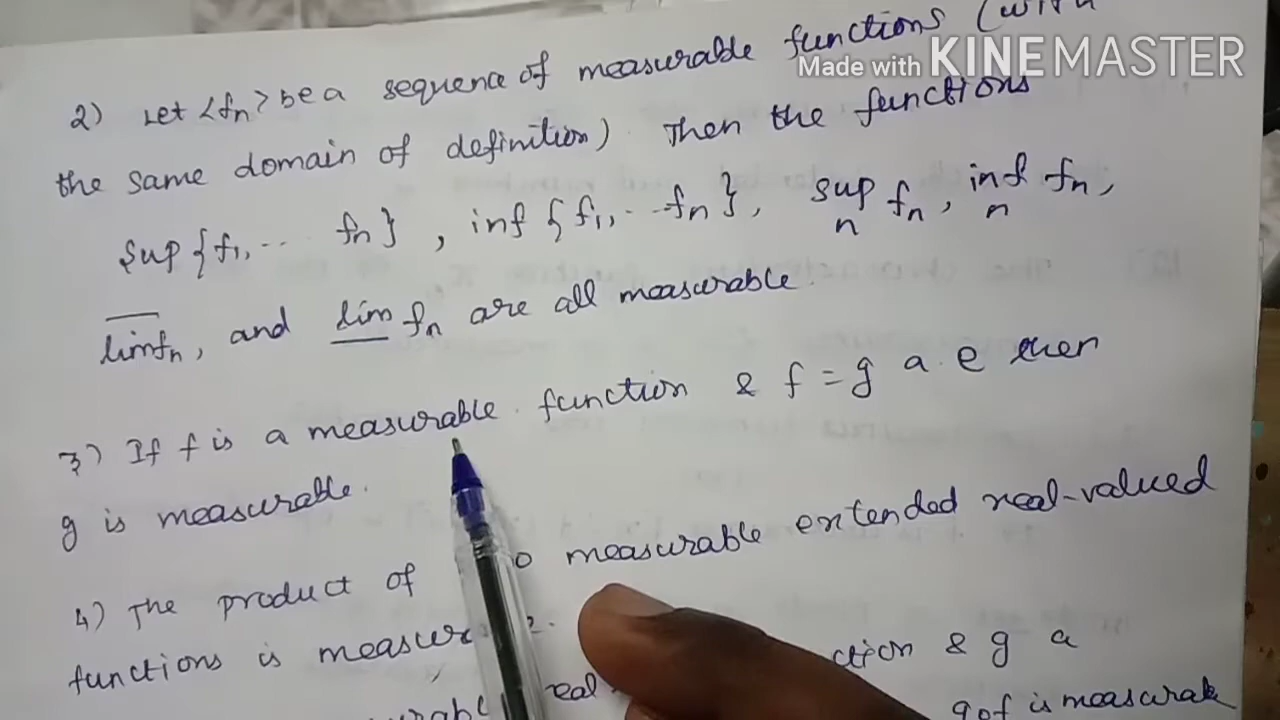 2) Let <fn> be a sequence of measurable functions (with
Made with KINEMASTER
the same domain of definition) Then the functions
sup {f1, -- fn}, inf {f1, -- fn}, sup fn, inf fn,
n n
lim fn, and lim fn are all measurable.
3) If f is a measurable function & f = g a.e then
g is measurable.
4) The product of measurable extended real-valued
functions is
ction & g a
real
gof is measurab